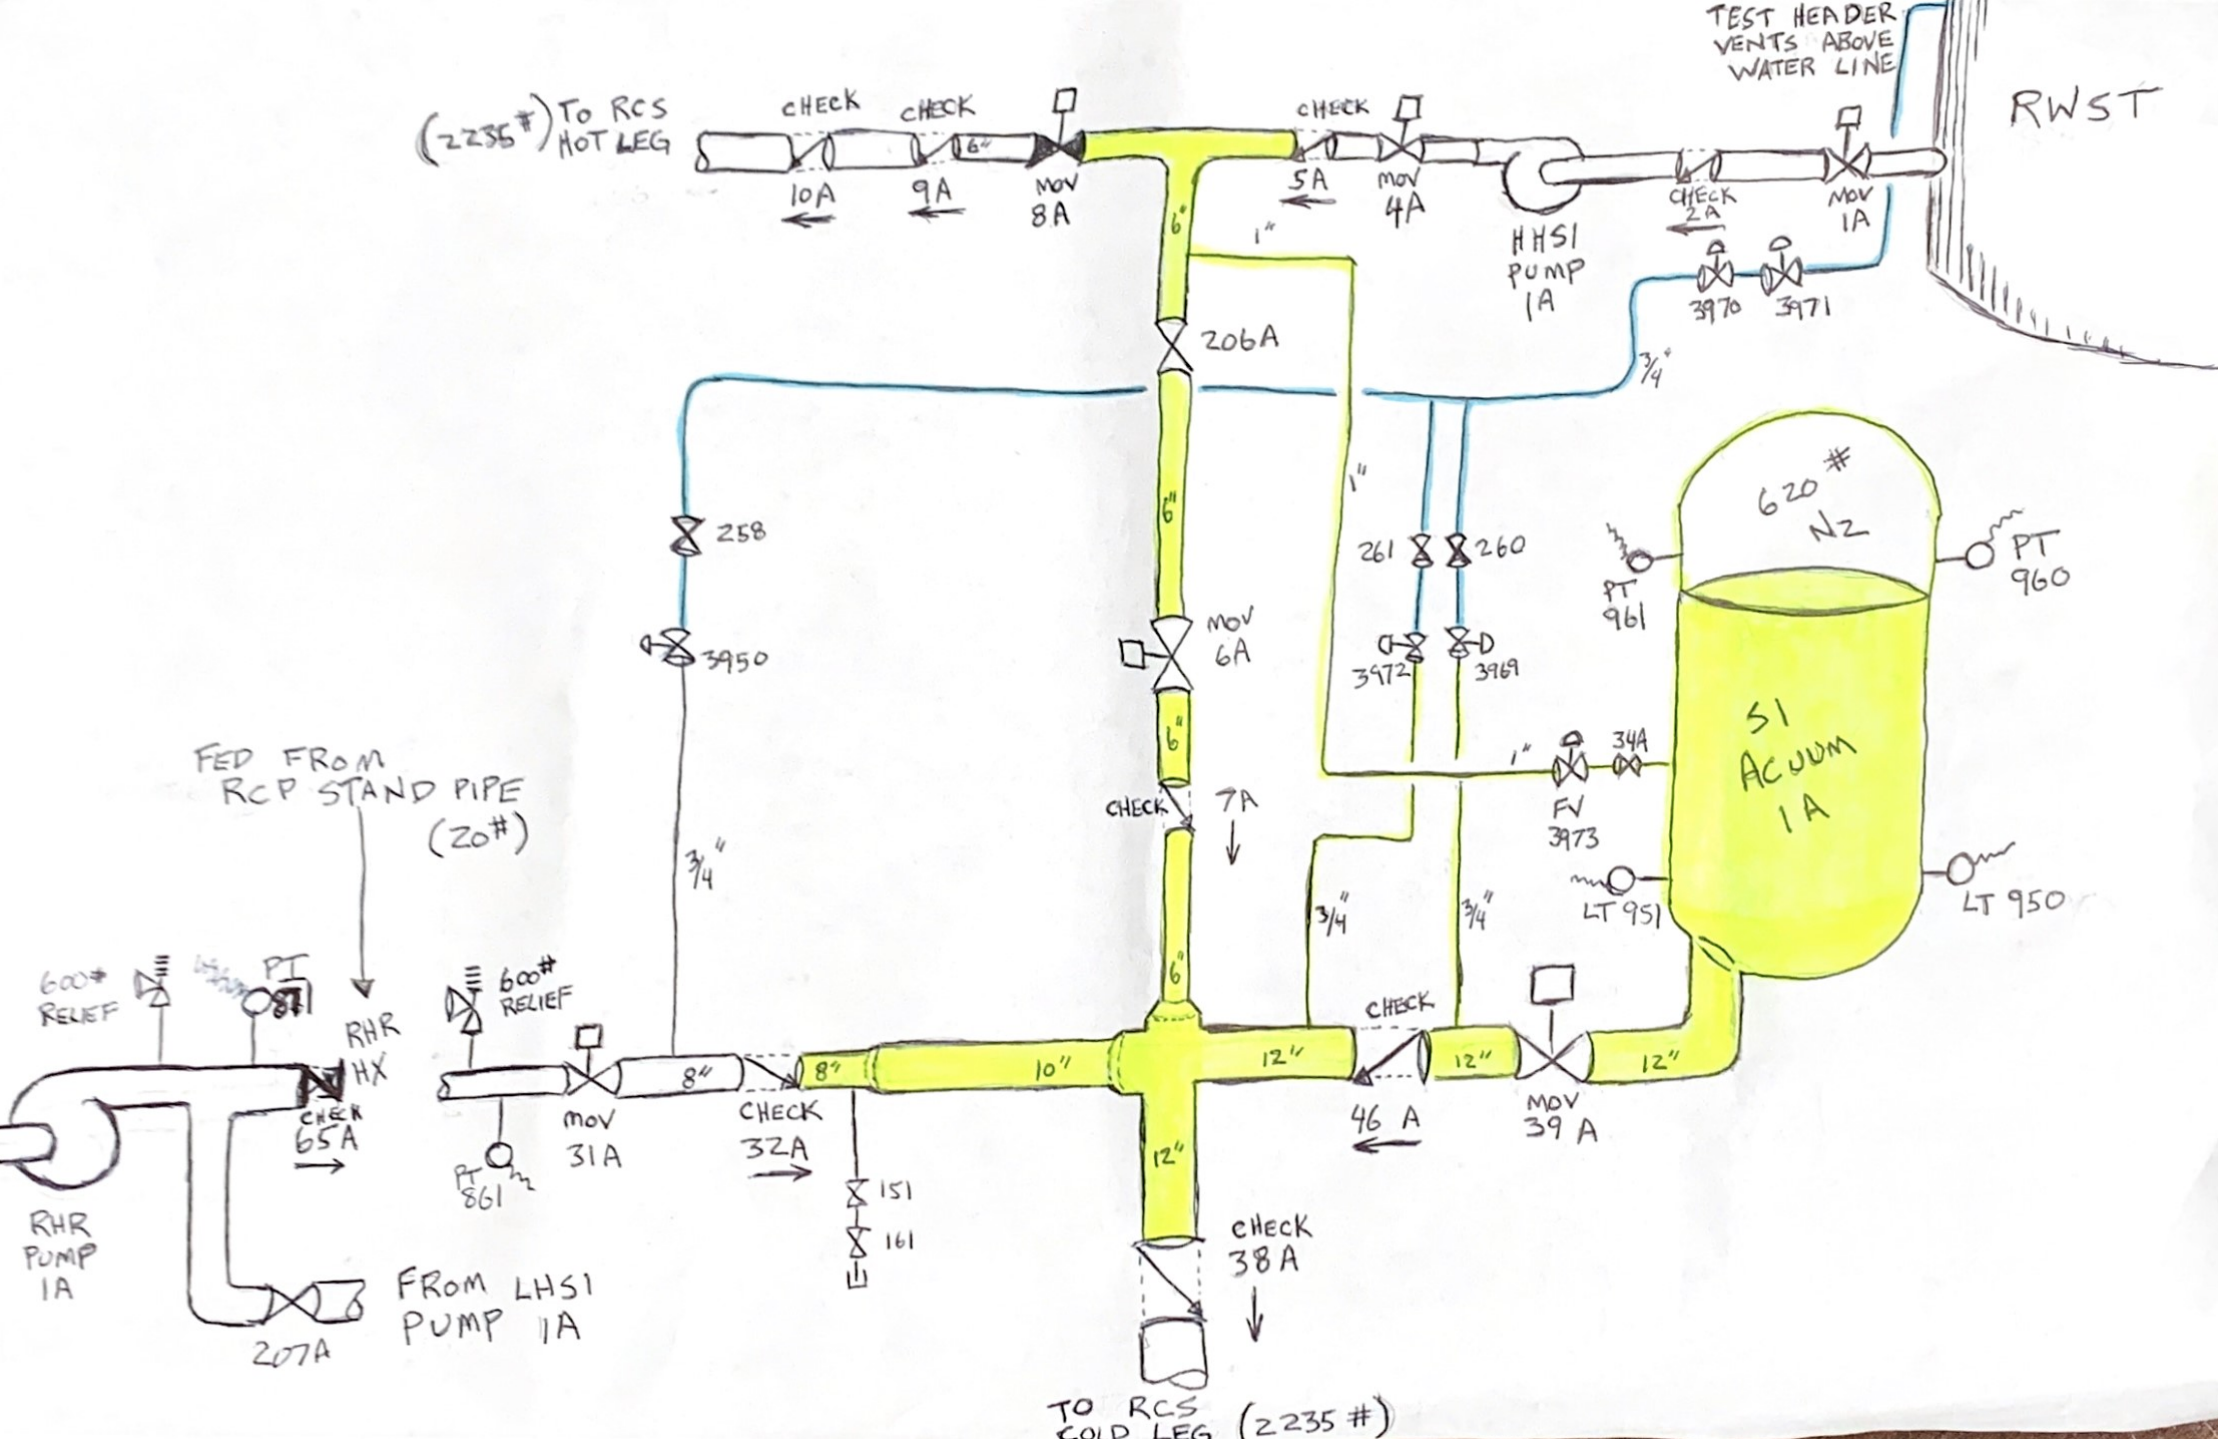 TEST HEADER
VENTS ABOVE
WATER LINE
RWST
(2235#) TO RCS
HOT LEG
CHECK
10A
CHECK
9A
6"
MOV
8A
CHECK
5A
MOV
4A
HHSI
PUMP
1A
CHECK
2A
MOV
1A
3970
3971
3/4"
6"
1"
206A
1"
6"
258
3950
261
260
3972
3969
MOV
6A
6"
CHECK
7A
620#
N2
PT
961
PT
960
SI
ACUUM
1A
1"
34A
FV
3973
LT 951
LT 950
FED FROM
RCP STAND PIPE
(20#)
3/4"
3/4"
3/4"
6"
600#
RELIEF
PT
RHR
HX
CHECK
65A
600#
RELIEF
PT
861
MOV
31A
8"
CHECK
32A
8"
10"
12"
CHECK
46 A
12"
MOV
39 A
12"
12"
151
161
CHECK
38A
RHR
PUMP
1A
207A
FROM LHSI
PUMP 1A
TO RCS
COLD LEG (2235#)